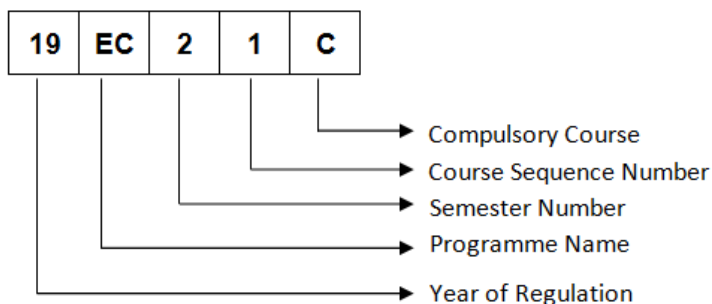 19 EC 2 1 C
Compulsory Course
Course Sequence Number
Semester Number
Programme Name
Year of Regulation